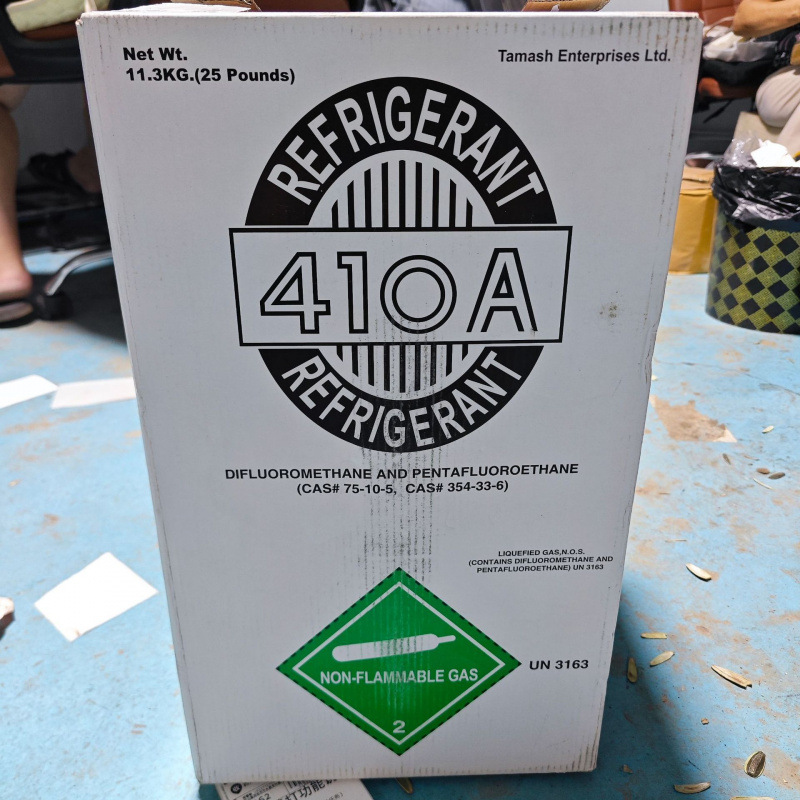 Net Wt.
11.3KG.(25 Pounds)
Tamash Enterprises Ltd.
REFRIGERANT
410A
REFRIGERANT
DIFLUOROMETHANE AND PENTAFLUOROETHANE
(CAS# 75-10-5, CAS# 354-33-6)
LIQUEFIED GAS,N.O.S.
(CONTAINS DIFLUOROMETHANE AND
PENTAFLUOROETHANE) UN 3163
NON-FLAMMABLE GAS
2
UN 3163